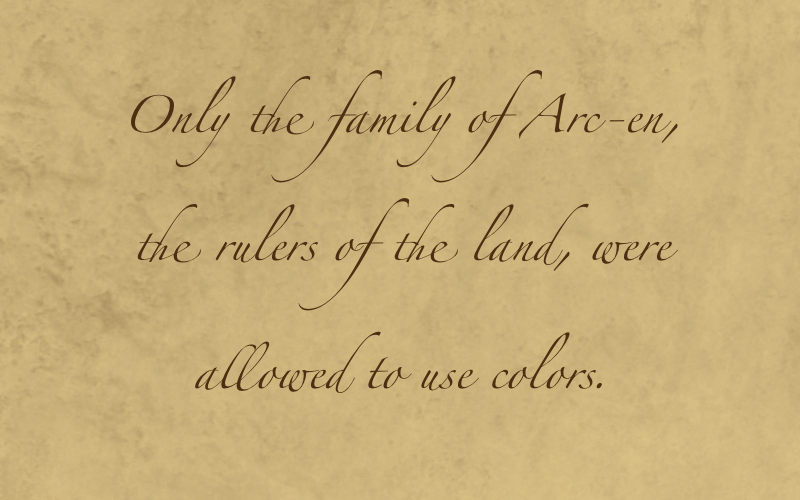 Only the family of Arc-en,
the rulers of the land, were
allowed to use colors.